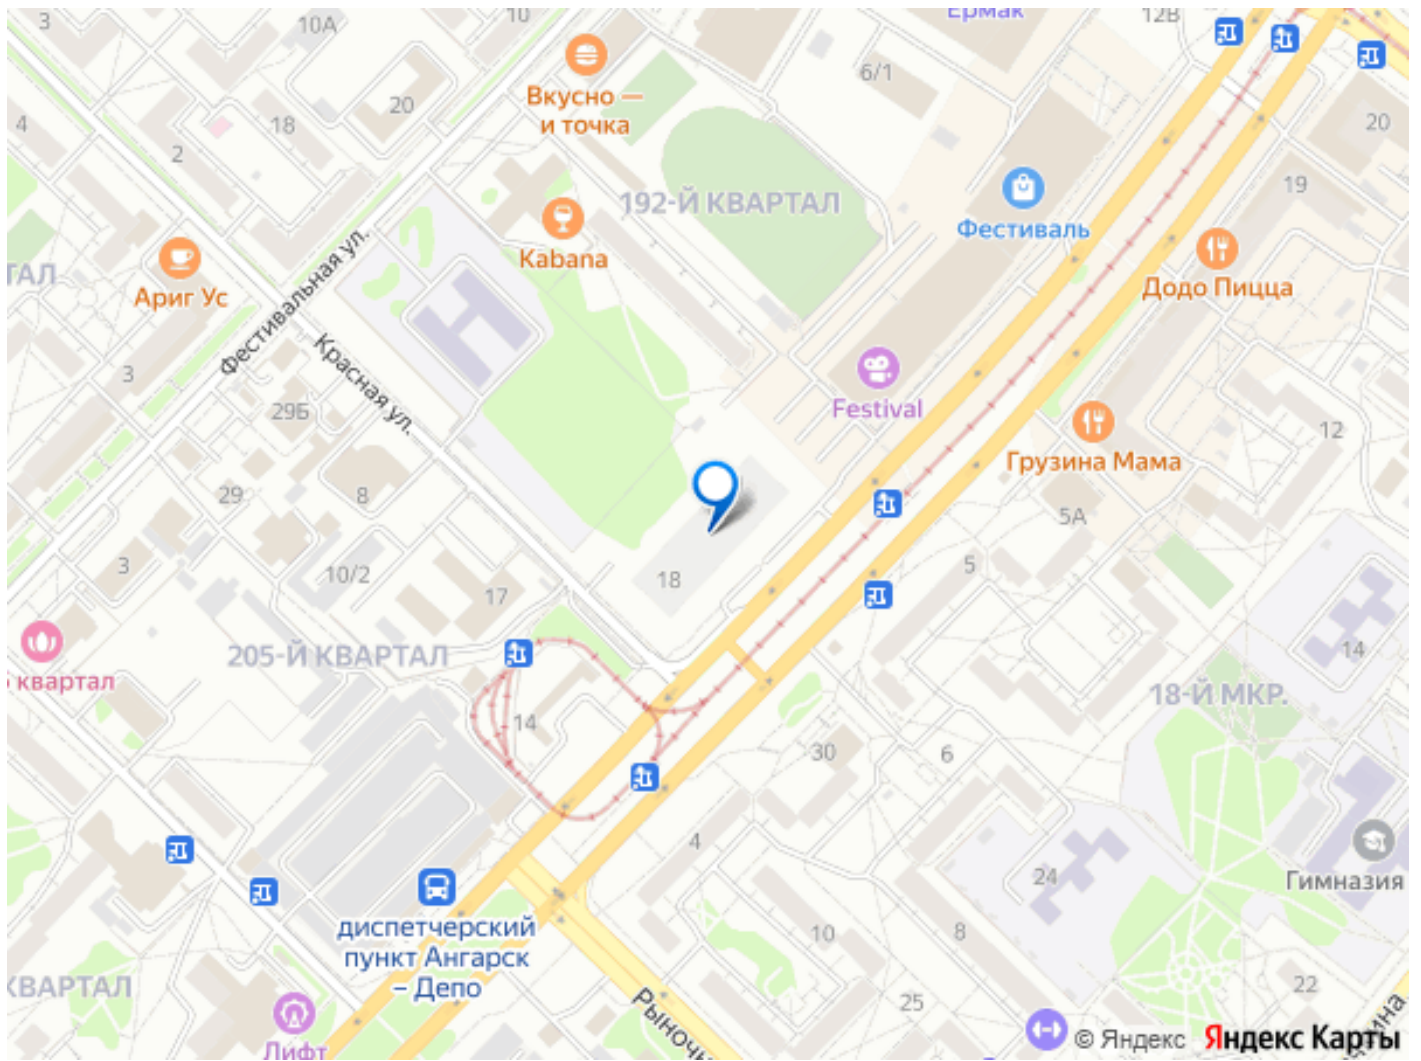 3
10А
10
Ермак
12В
Вкусно —
и точка
6/1
20
4
18
2
20
19
192-Й КВАРТАЛ
Фестиваль
Kabana
ТАЛ
Ариг Ус
Додо Пицца
Фестивальная ул.
Красная ул.
3
29Б
Festival
12
Грузина Мама
29
8
5А
3
10/2
18
5
17
205-Й КВАРТАЛ
14
квартал
18-Й МКР.
14
30
6
4
24
Гимназия
диспетчерский
пункт Ангарск
– Депо
10
8
КВАРТАЛ
22
25
Рыночн
ина
Лифт
© Яндекс Яндекс Карты